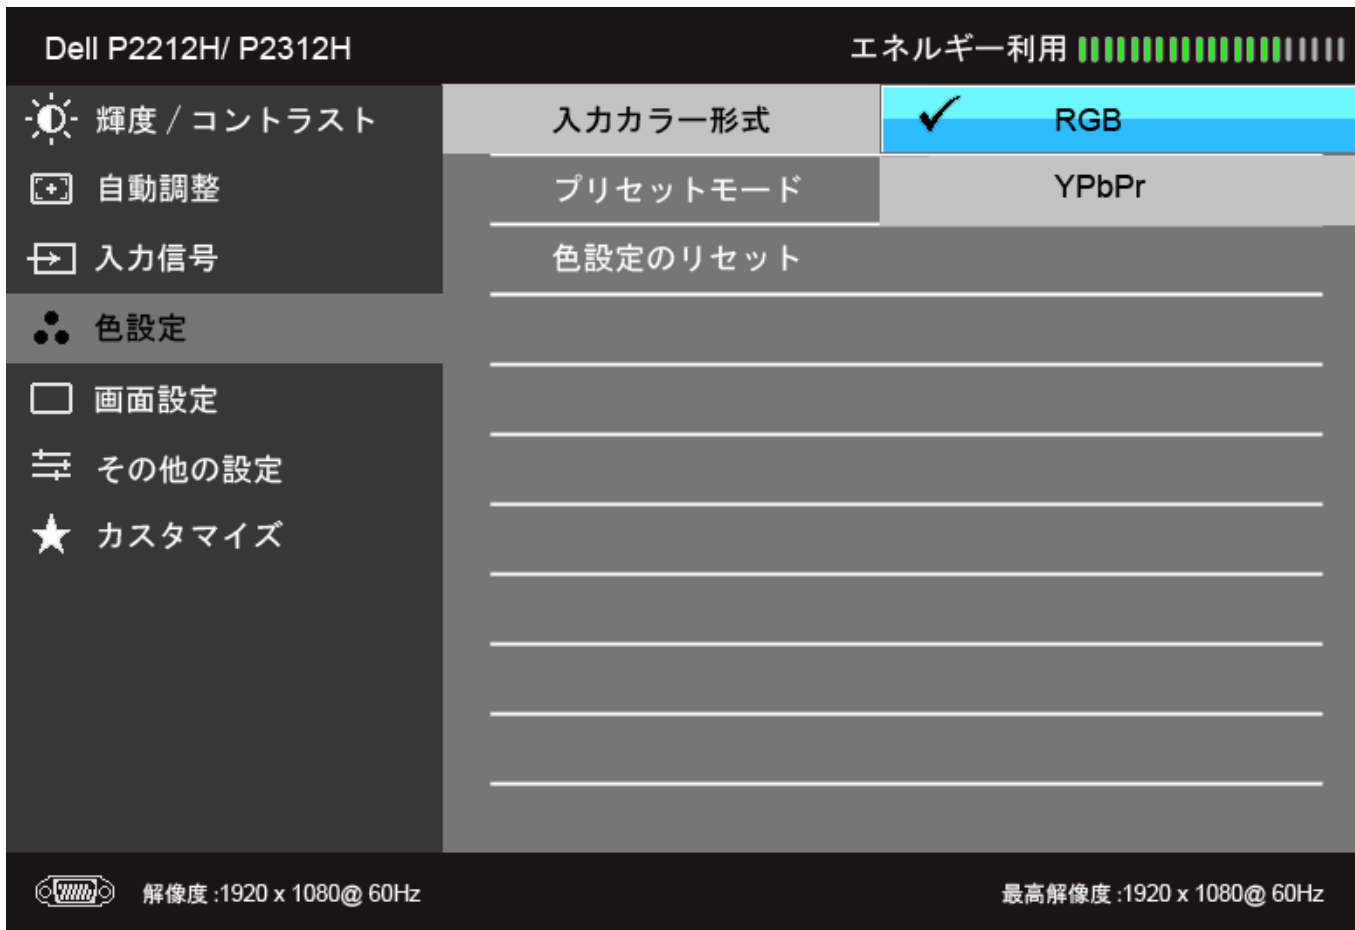 Dell P2212H/ P2312H
エネルギー利用
輝度 / コントラスト
入力カラー形式
RGB
自動調整
プリセットモード
YPbPr
入力信号
色設定のリセット
色設定
画面設定
その他の設定
カスタマイズ
解像度 :1920 x 1080@ 60Hz
最高解像度 :1920 x 1080@ 60Hz